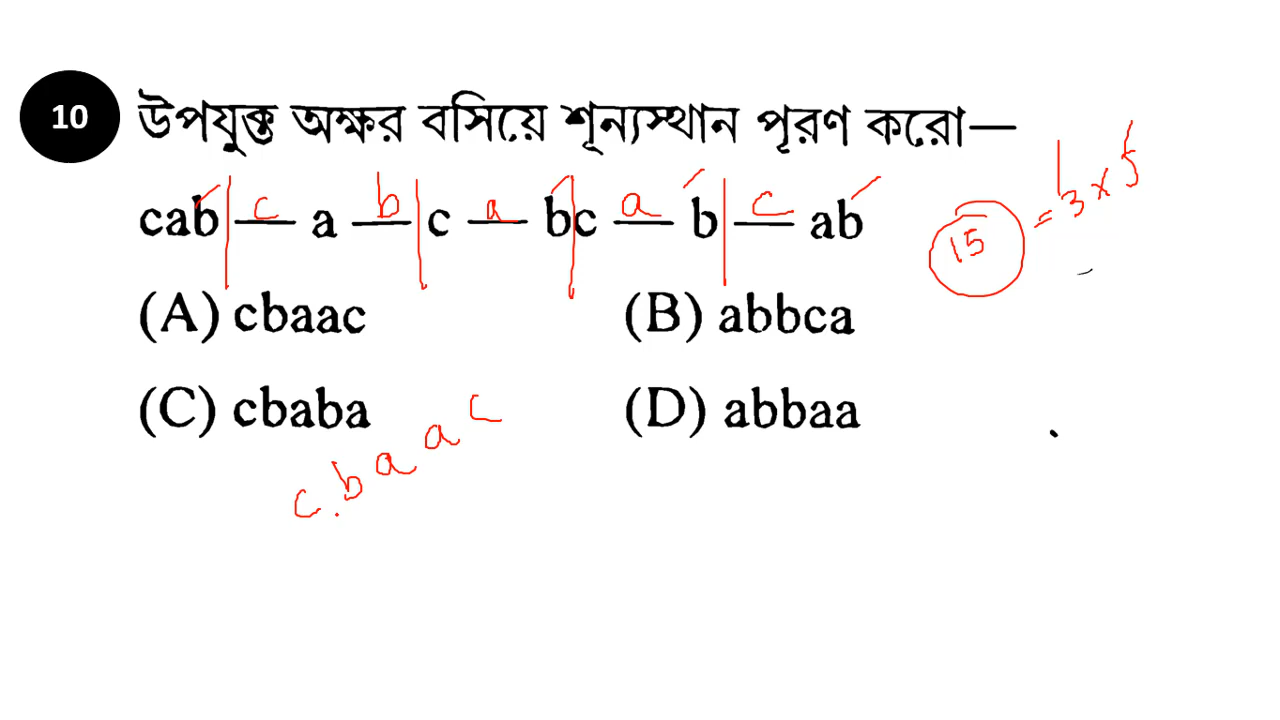 10 উপযুক্ত অক্ষর বসিয়ে শূন্যস্থান পূরণ করো—
cab c a b c a bc a b c ab
15 = 3 x 5
(A) cbaac (B) abbca
(C) cbaba (D) abbaa
c b a a c